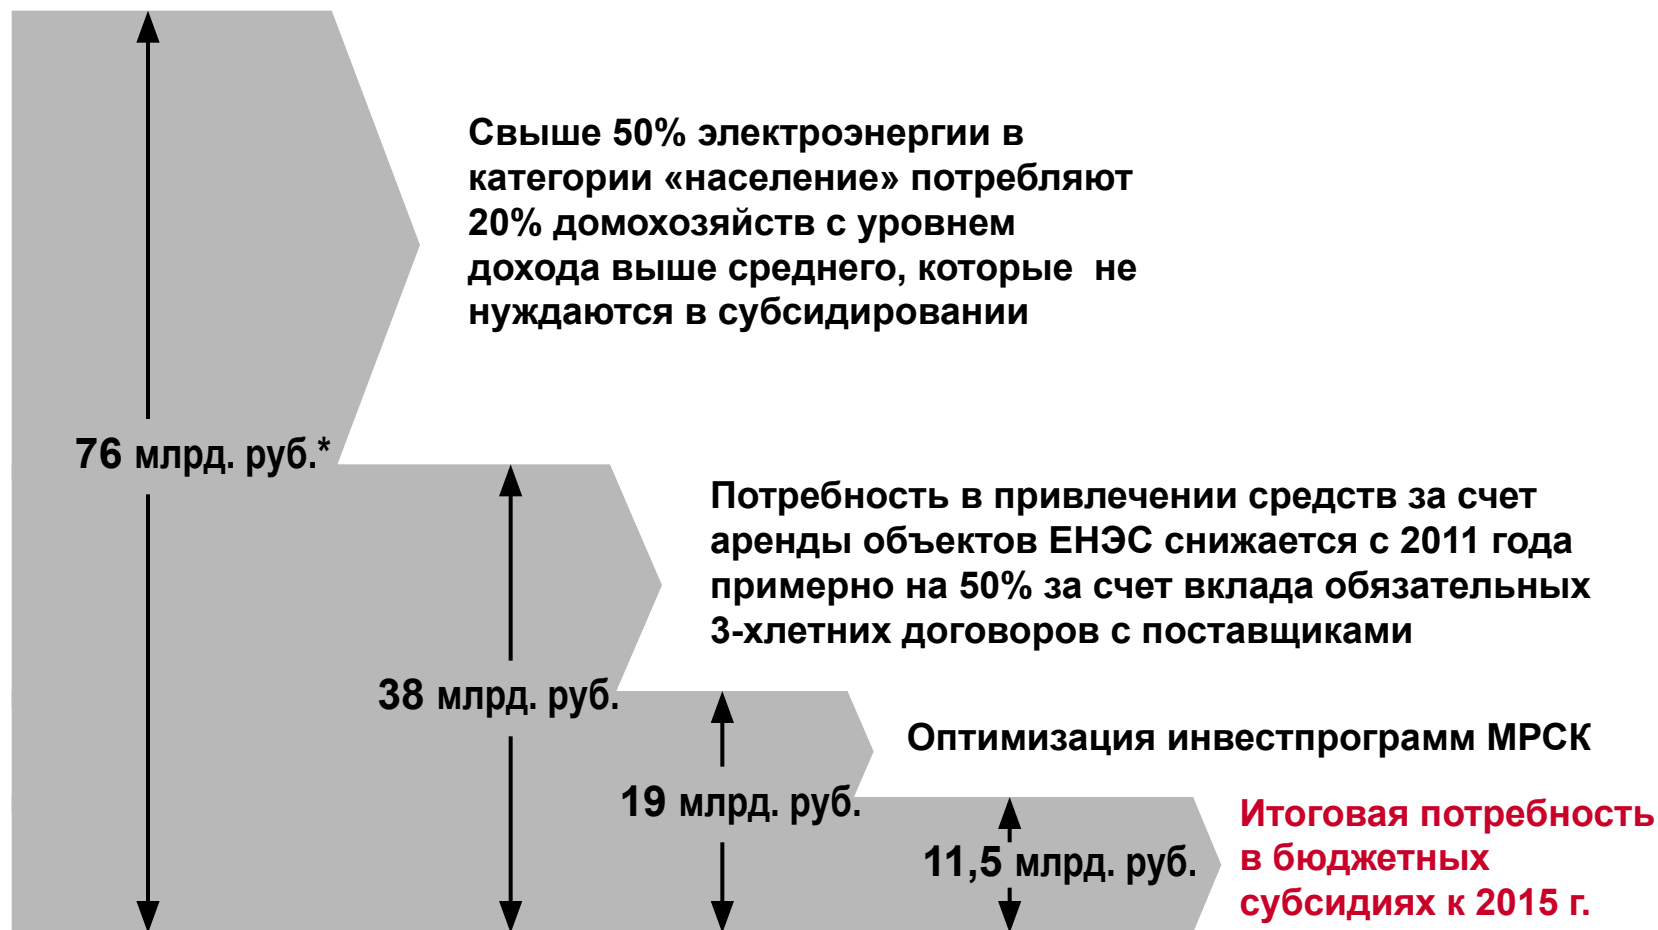 Свыше 50% электроэнергии в
категории «население» потребляют
20% домохозяйств с уровнем
дохода выше среднего, которые  не
нуждаются в субсидировании
76 млрд. руб.*
Потребность в привлечении средств за счет
аренды объектов ЕНЭС снижается с 2011 года
примерно на 50% за счет вклада обязательных
3-хлетних договоров с поставщиками
38 млрд. руб.
Оптимизация инвестпрограмм МРСК
19 млрд. руб.
11,5 млрд. руб.
Итоговая потребность
в бюджетных
субсидиях к 2015 г.